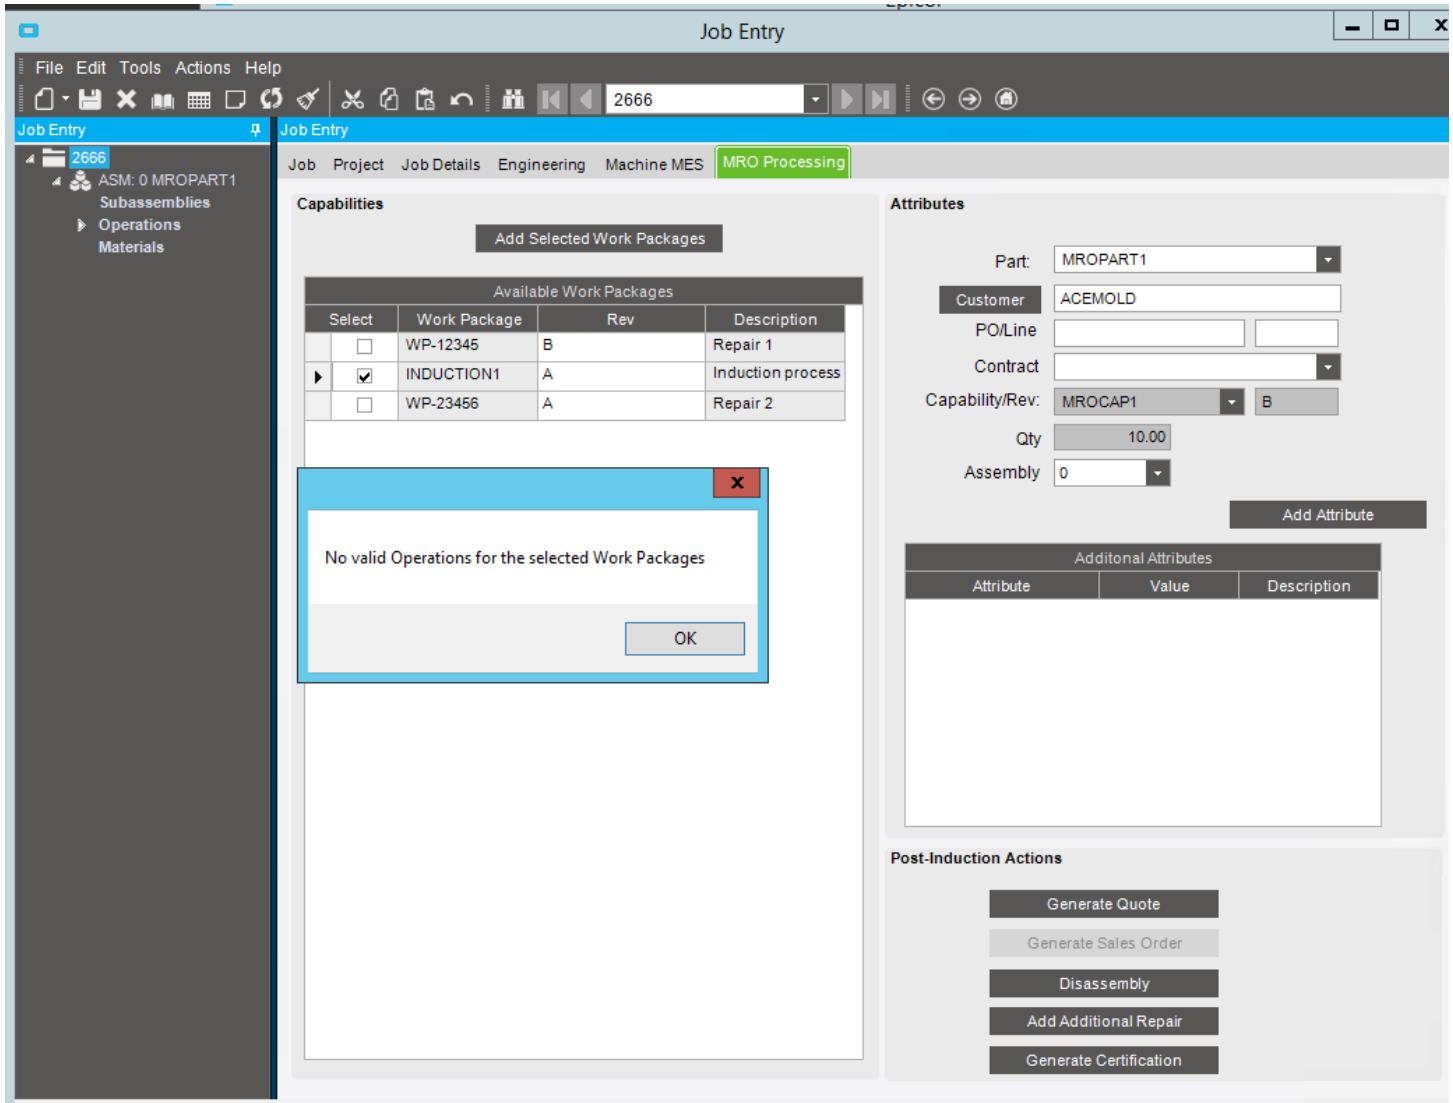 Job Entry
File Edit Tools Actions Help
2666
Job Entry
Job Entry
2666
ASM: 0 MROPART1
Subassemblies
Operations
Materials
Job Project Job Details Engineering Machine MES MRO Processing
Capabilities
Add Selected Work Packages
Available Work Packages
Select Work Package Rev Description
WP-12345 B Repair 1
INDUCTION1 A Induction process
WP-23456 A Repair 2
x
No valid Operations for the selected Work Packages
OK
Attributes
Part: MROPART1
Customer ACEMOLD
PO/Line
Contract
Capability/Rev: MROCAP1 B
Qty 10.00
Assembly 0
Add Attribute
Additonal Attributes
Attribute Value Description
Post-Induction Actions
Generate Quote
Generate Sales Order
Disassembly
Add Additional Repair
Generate Certification